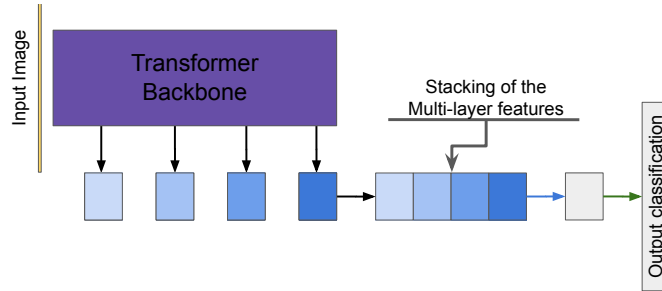 Input Image
Transformer
Backbone
Stacking of the
Multi-layer features
Output classification